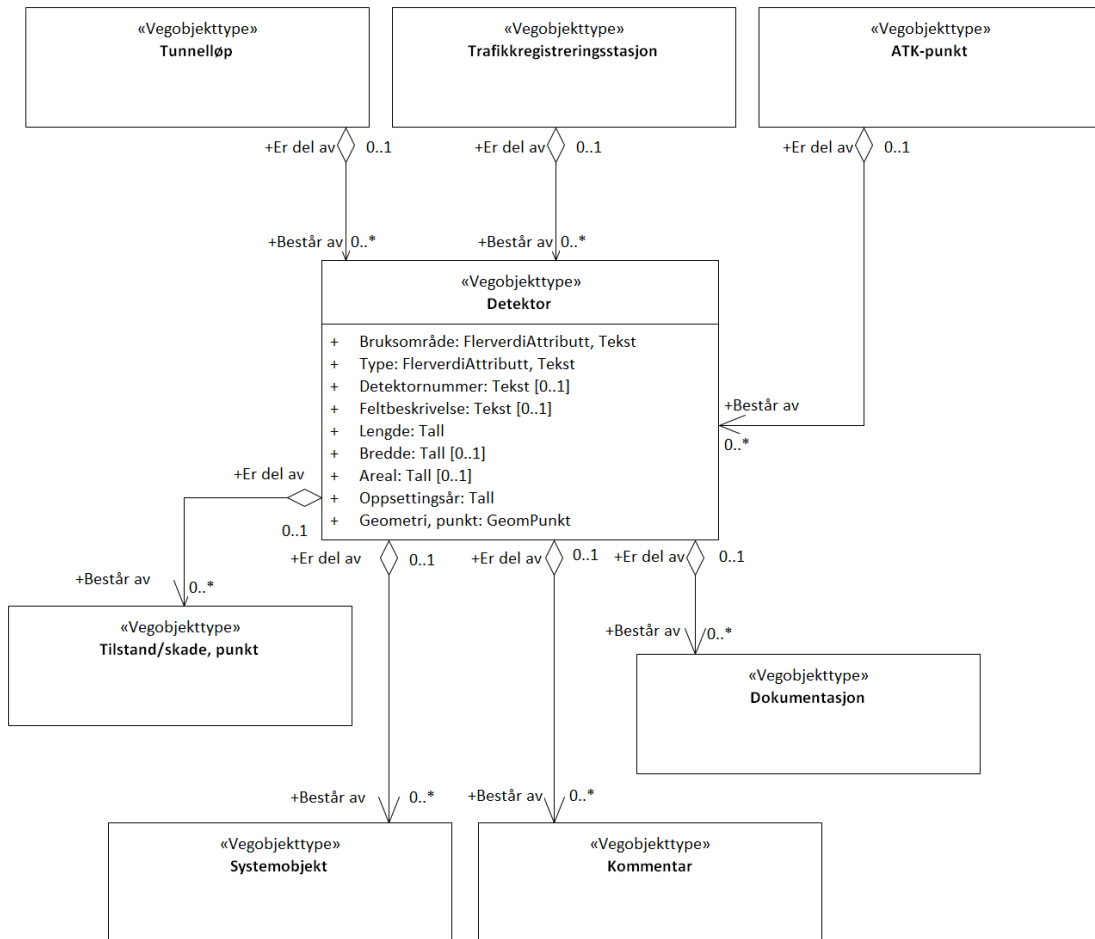 «Vegobjekttype»
Tunnelløp
«Vegobjekttype»
Trafikkregistreringsstasjon
«Vegobjekttype»
ATK-punkt
+Er del av
0..1
+Er del av
0..1
+Er del av
0..1
+Består av
0..*
+Består av
0..*
«Vegobjekttype»
Detektor
+ Bruksområde: FlerverdiAttributt, Tekst
+ Type: FlerverdiAttributt, Tekst
+ Detektornummer: Tekst [0..1]
+ Feltbeskrivelse: Tekst [0..1]
+ Lengde: Tall
+ Bredde: Tall [0..1]
+ Areal: Tall [0..1]
+ Oppsettingsår: Tall
+ Geometri, punkt: GeomPunkt
+Består av
0..*
+Er del av
0..1
+Er del av
0..1
+Er del av
0..1
+Er del av
0..1
+Består av
0..*
«Vegobjekttype»
Tilstand/skade, punkt
+Består av
0..*
«Vegobjekttype»
Dokumentasjon
+Består av
0..*
+Består av
0..*
«Vegobjekttype»
Systemobjekt
«Vegobjekttype»
Kommentar